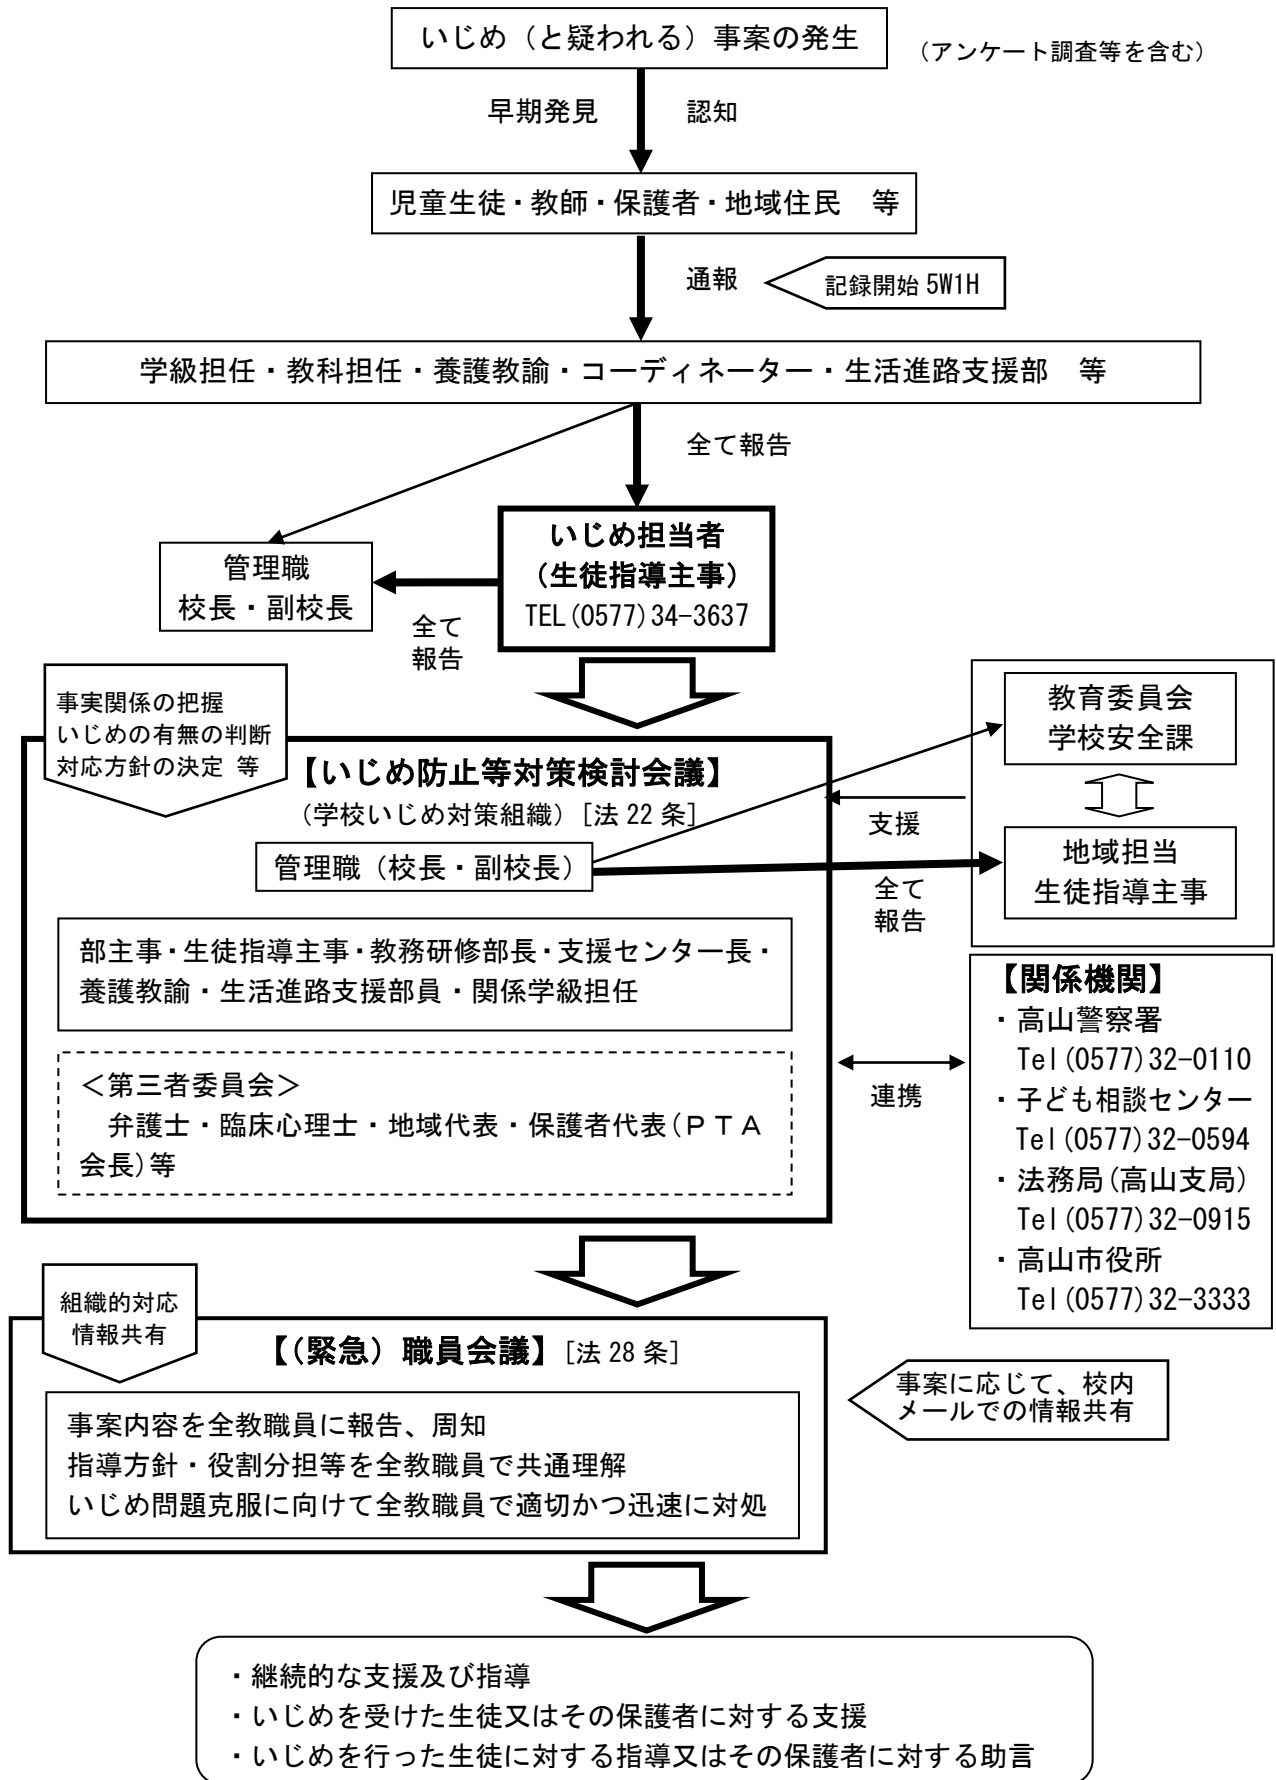 いじめ（と疑われる）事案の発生
（アンケート調査等を含む）
早期発見　認知
児童生徒・教師・保護者・地域住民　等
通報
記録開始 5W1H
学級担任・教科担任・養護教諭・コーディネーター・生活進路支援部　等
全て報告
いじめ担当者
（生徒指導主事）
TEL(0577)34-3637
管理職
校長・副校長
全て
報告
事実関係の把握
いじめの有無の判断
対応方針の決定 等
【いじめ防止等対策検討会議】
（学校いじめ対策組織）[法 22 条]
管理職（校長・副校長）
部主事・生徒指導主事・教務研修部長・支援センター長・
養護教諭・生活進路支援部員・関係学級担任
＜第三者委員会＞
弁護士・臨床心理士・地域代表・保護者代表(ＰＴＡ
会長)等
教育委員会
学校安全課
支援
地域担当
生徒指導主事
全て
報告
連携
【関係機関】
・高山警察署
Tel(0577)32-0110
・子ども相談センター
Tel(0577)32-0594
・法務局(高山支局)
Tel(0577)32-0915
・高山市役所
Tel(0577)32-3333
組織的対応
情報共有
【(緊急）職員会議】[法 28 条]
事案内容を全教職員に報告、周知
指導方針・役割分担等を全教職員で共通理解
いじめ問題克服に向けて全教職員で適切かつ迅速に対処
事案に応じて、校内
メールでの情報共有
・継続的な支援及び指導
・いじめを受けた生徒又はその保護者に対する支援
・いじめを行った生徒に対する指導又はその保護者に対する助言